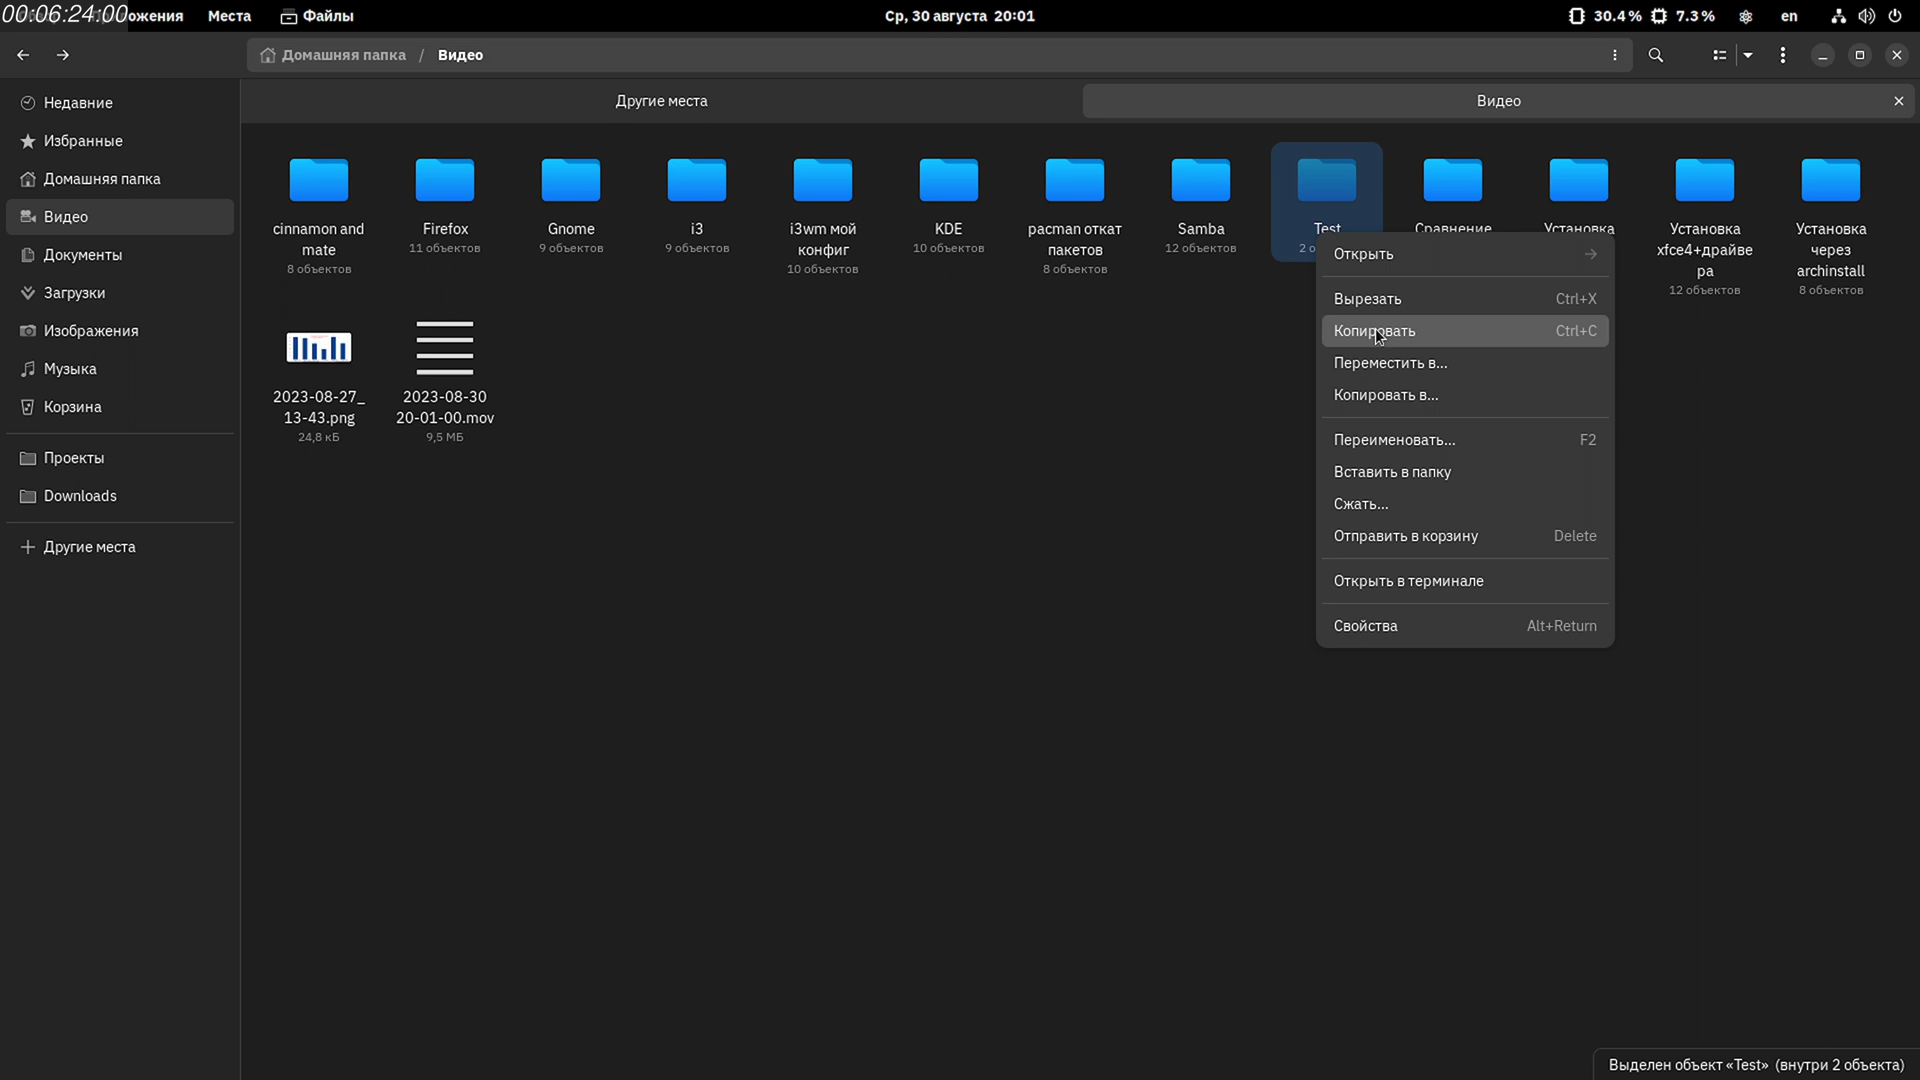 00:06:24:00
ожения
Места
Файлы
Ср, 30 августа 20:01
30.4%
7.3%
en
Домашняя папка / Видео
Недавние
Избранные
Домашняя папка
Видео
Документы
Загрузки
Изображения
Музыка
Корзина
Проекты
Downloads
Другие места
Другие места
Видео
cinnamon and
mate
8 объектов
Firefox
11 объектов
Gnome
9 объектов
i3
9 объектов
i3wm мой
конфиг
10 объектов
KDE
10 объектов
pacman откат
пакетов
8 объектов
Samba
12 объектов
Test
2 о
Сравнение
Установка
Установка
xfce4+драйве
ра
12 объектов
Установка
через
archinstall
8 объектов
2023-08-27_
13-43.png
24,8 кБ
2023-08-30
20-01-00.mov
9,5 МБ
Открыть
Вырезать Ctrl+X
Копировать Ctrl+C
Переместить в...
Копировать в...
Переименовать... F2
Вставить в папку
Сжать...
Отправить в корзину Delete
Открыть в терминале
Свойства Alt+Return
Выделен объект «Test» (внутри 2 объекта)